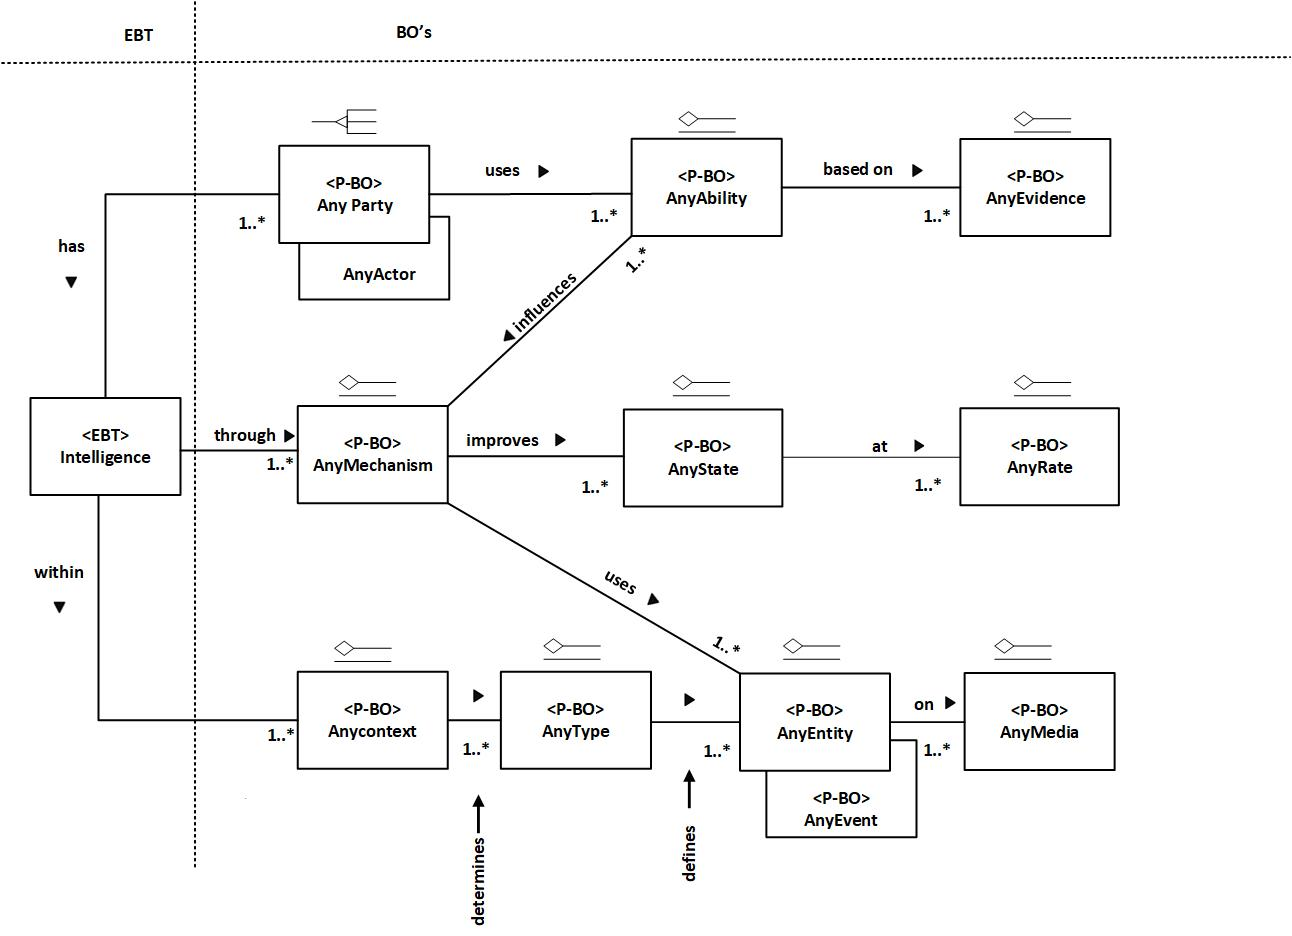 EBT
BO's
<P-BO>
Any Party
AnyActor
uses
1..*
1..*
<P-BO>
AnyAbility
based on
1..*
<P-BO>
AnyEvidence
has
1..*
influences
<EBT>
Intelligence
through
1..*
<P-BO>
AnyMechanism
improves
1..*
<P-BO>
AnyState
at
1..*
<P-BO>
AnyRate
within
uses
1..*
1..*
<P-BO>
Anycontext
1..*
determines
<P-BO>
AnyType
1..*
defines
<P-BO>
AnyEntity
<P-BO>
AnyEvent
on
1..*
<P-BO>
AnyMedia